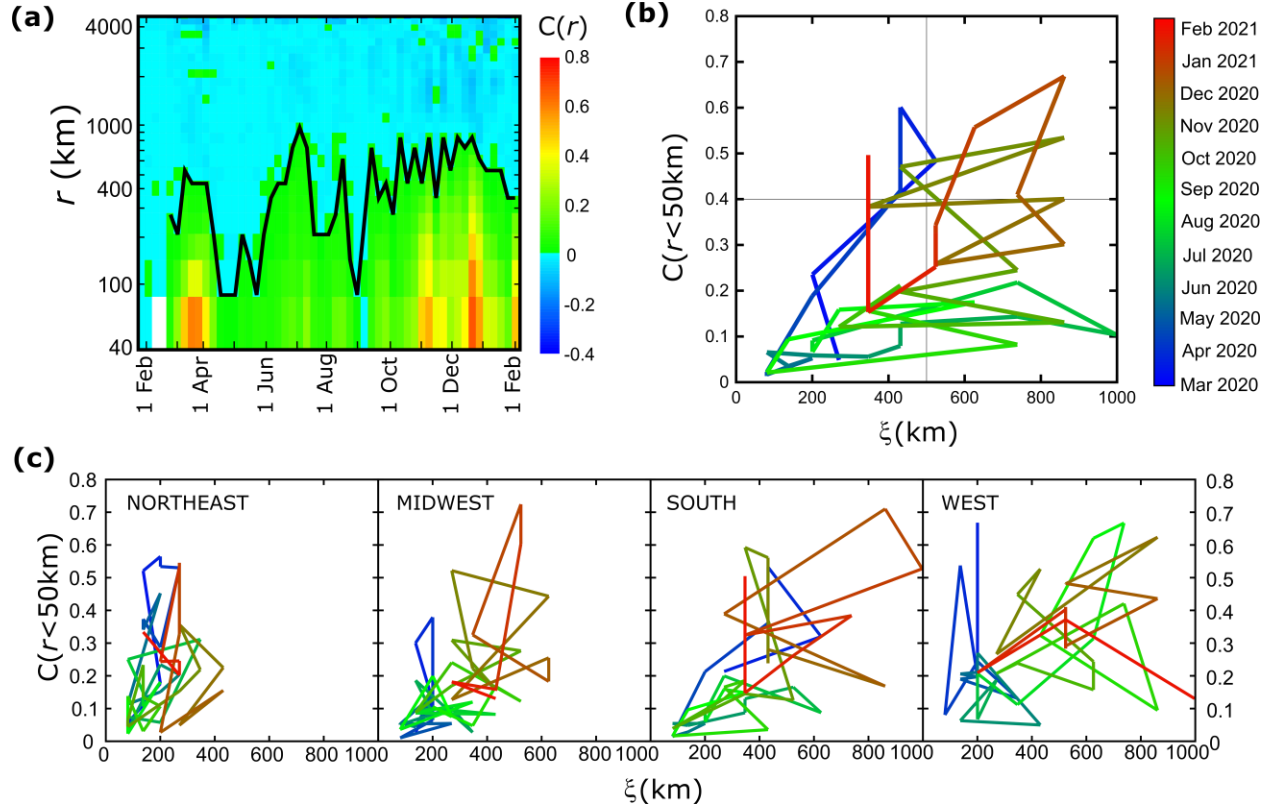 (a)
C(r)
4000
1000
400
300
100
40
r (km)
1 Feb
1 Apr
1 Jun
1 Aug
1 Oct
1 Dec
1 Feb
0.8
0.6
0.4
0.2
0
-0.2
-0.4
(b)
0.8
0.7
0.6
0.5
0.4
0.3
0.2
0.1
0
C(r<50km)
0 200 400 600 800 1000
ξ(km)
Feb 2021
Jan 2021
Dec 2020
Nov 2020
Oct 2020
Sep 2020
Aug 2020
Jul 2020
Jun 2020
May 2020
Apr 2020
Mar 2020
(c)
0.8
0.7
0.6
0.5
0.4
0.3
0.2
0.1
0
C(r<50km)
NORTHEAST
MIDWEST
SOUTH
WEST
0.8
0.7
0.6
0.5
0.4
0.3
0.2
0.1
0
0 200 400 600 800 1000 200 400 600 800 1000 200 400 600 800 1000 200 400 600 800 1000
ξ(km)